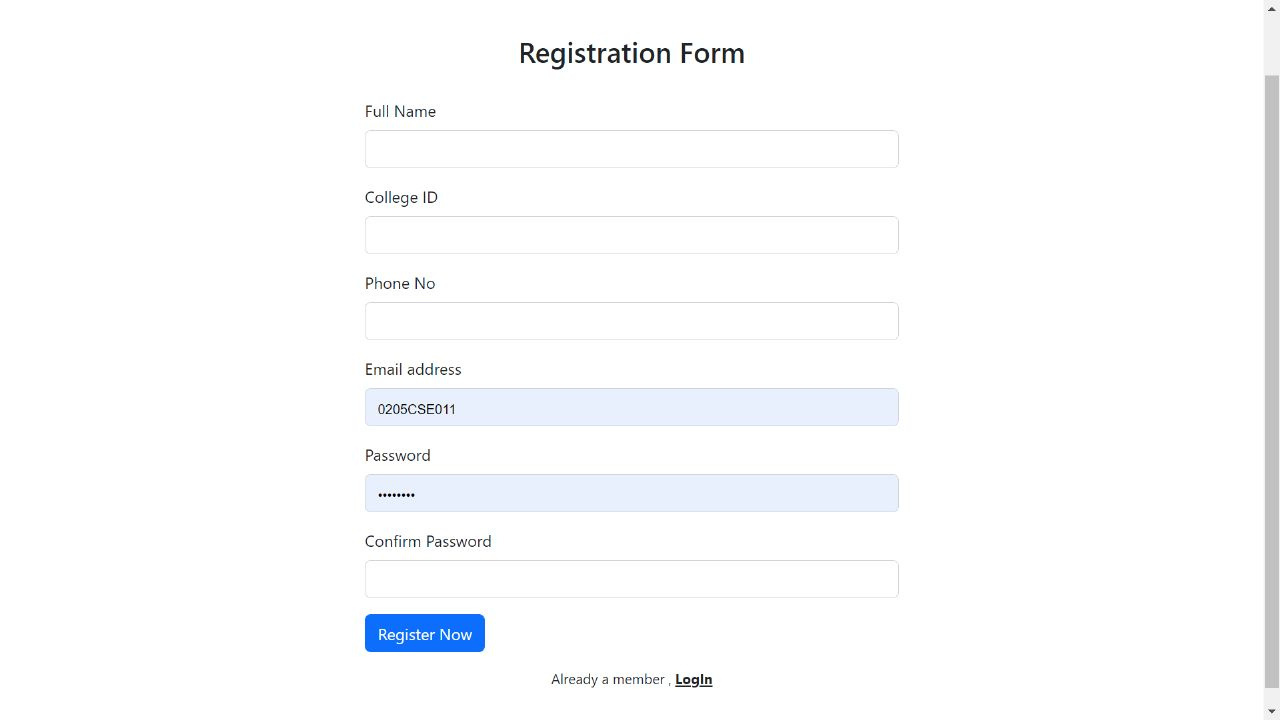 Registration Form
Full Name
College ID
Phone No
Email address
0205CSE011
Password
••••••••
Confirm Password
Register Now
Already a member , LogIn